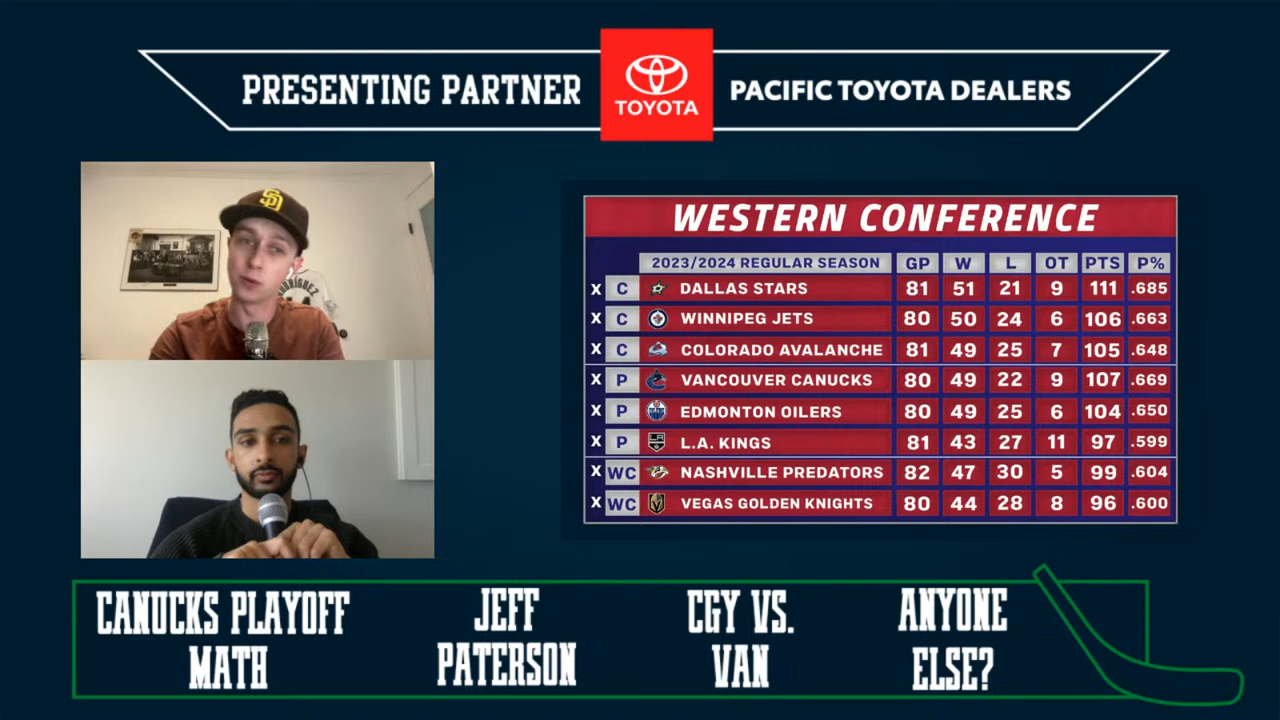 PRESENTING PARTNER TOYOTA PACIFIC TOYOTA DEALERS
SD
WESTERN CONFERENCE
2023/2024 REGULAR SEASON GP W L OT PTS P%
X C DALLAS STARS 81 51 21 9 111 .685
X C WINNIPEG JETS 80 50 24 6 106 .663
X C COLORADO AVALANCHE 81 49 25 7 105 .648
X P VANCOUVER CANUCKS 80 49 22 9 107 .669
X P EDMONTON OILERS 80 49 25 6 104 .650
X P L.A. KINGS 81 43 27 11 97 .599
X WC NASHVILLE PREDATORS 82 47 30 5 99 .604
X WC VEGAS GOLDEN KNIGHTS 80 44 28 8 96 .600
CANUCKS PLAYOFF
MATH
JEFF
PATERSON
CGY VS.
VAN
ANYONE
ELSE?